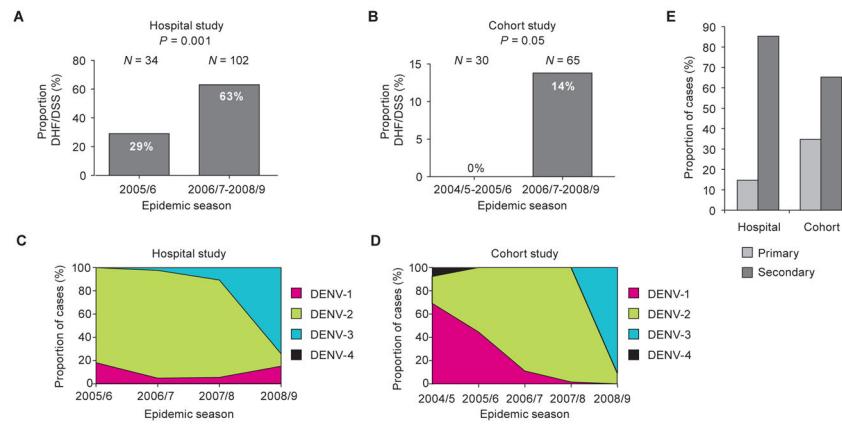 A
Hospital study
P = 0.001
N = 34
N = 102
80
60
40
20
0
Proportion
DHF/DSS (%)
29%
63%
2005/6
2006/7-2008/9
Epidemic season
B
Cohort study
P = 0.05
N = 30
N = 65
15
10
5
0
Proportion
DHF/DSS (%)
0%
14%
2004/5-2005/6
2006/7-2008/9
Epidemic season
E
90
80
70
60
50
40
30
20
10
0
Proportion of cases (%)
Hospital
Cohort
Primary
Secondary
C
Hospital study
100
80
60
40
20
0
Proportion of cases (%)
2005/6
2006/7
2007/8
2008/9
Epidemic season
DENV-1
DENV-2
DENV-3
DENV-4
D
Cohort study
100
80
60
40
20
0
Proportion of cases (%)
2004/5
2005/6
2006/7
2007/8
2008/9
Epidemic season
DENV-1
DENV-2
DENV-3
DENV-4